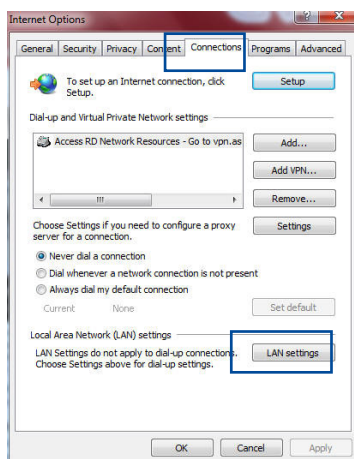 Internet Options
General Security Privacy Content Connections Programs Advanced
To set up an Internet connection, click
Setup.
Setup
Dial-up and Virtual Private Network settings
Access RD Network Resources - Go to vpn.as
Add...
Add VPN...
Remove...
Choose Settings if you need to configure a proxy
server for a connection.
Settings
Never dial a connection
Dial whenever a network connection is not present
Always dial my default connection
Current None
Set default
Local Area Network (LAN) settings
LAN Settings do not apply to dial-up connections.
Choose Settings above for dial-up settings.
LAN settings
OK Cancel Apply